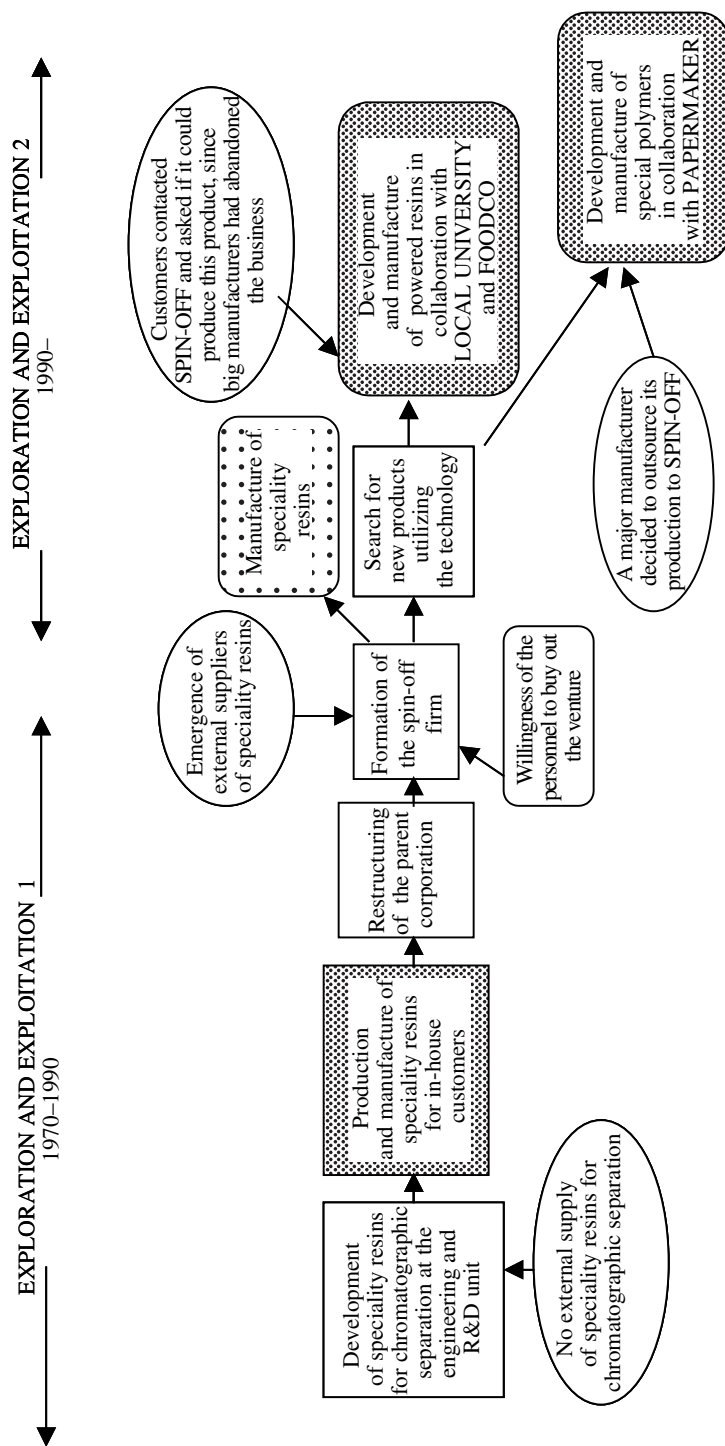 EXPLORATION AND EXPLOITATION 1
1970–1990
EXPLORATION AND EXPLOITATION 2
1990–
Development
of speciality resins
for chromatographic
separation at the
engineering and
R&D unit
No external supply
of speciality resins for
chromatographic separation
Production
and manufacture of
speciality resins
for in-house
customers
Restructuring
of the parent
corporation
Emergence of
external suppliers
of speciality resins
Formation of
the spin-off
firm
Willingness of the
personnel to buy out
the venture
Manufacture of
speciality
resins
Search for
new products
utilizing
the technology
Customers contacted
SPIN-OFF and asked if it could
produce this product, since
big manufacturers had abandoned
the business
Development
and manufacture
of powered resins in
collaboration with
LOCAL UNIVERSITY
and FOODCO
A major manufacturer
decided to outsource its
production to SPIN-OFF
Development and
manufacture of
special polymers
in collaboration
with PAPERMAKER